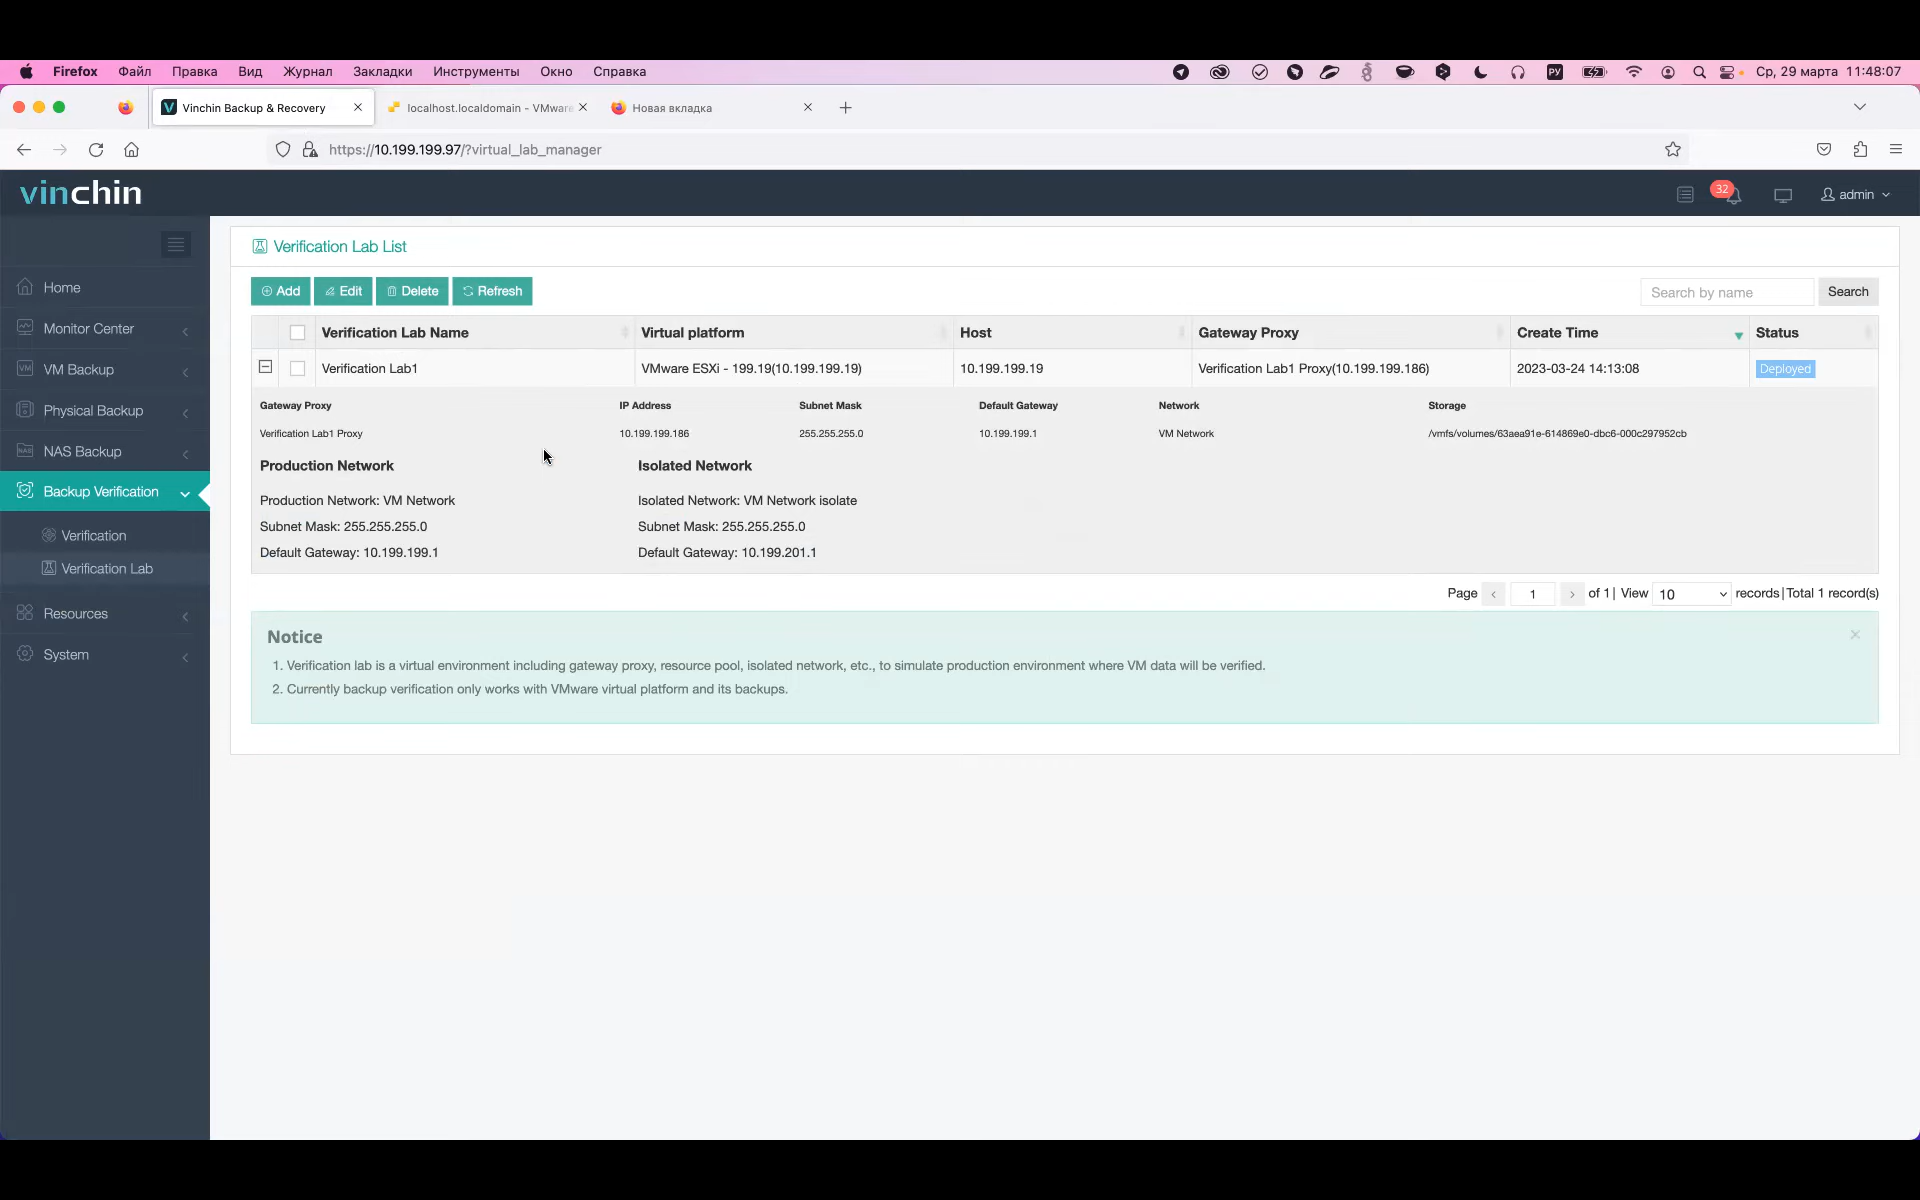 Firefox Файл Правка Вид Журнал Закладки Инструменты Окно Справка РУ Ср, 29 марта 11:48:07
Vinchin Backup & Recovery localhost.localdomain - VMware Новая вкладка
https://10.199.199.97/?virtual_lab_manager
vinchin 32 admin
Verification Lab List
Home
Monitor Center
VM Backup
Physical Backup
NAS Backup
Backup Verification
Verification
Verification Lab
Resources
System
Add Edit Delete Refresh Search by name Search
Verification Lab Name Virtual platform Host Gateway Proxy Create Time Status
Verification Lab1 VMware ESXi - 199.19(10.199.199.19) 10.199.199.19 Verification Lab1 Proxy(10.199.199.186) 2023-03-24 14:13:08 Deployed
Gateway Proxy IP Address Subnet Mask Default Gateway Network Storage
Verification Lab1 Proxy 10.199.199.186 255.255.255.0 10.199.199.1 VM Network /vmfs/volumes/63aea91e-614869e0-dbc6-000c297952cb
Production Network Isolated Network
Production Network: VM Network Isolated Network: VM Network isolate
Subnet Mask: 255.255.255.0 Subnet Mask: 255.255.255.0
Default Gateway: 10.199.199.1 Default Gateway: 10.199.201.1
Page 1 of 1 | View 10 records | Total 1 record(s)
Notice
1. Verification lab is a virtual environment including gateway proxy, resource pool, isolated network, etc., to simulate production environment where VM data will be verified.
2. Currently backup verification only works with VMware virtual platform and its backups.